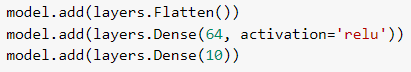 model.add(layers.Flatten())
model.add(layers.Dense(64, activation='relu'))
model.add(layers.Dense(10))